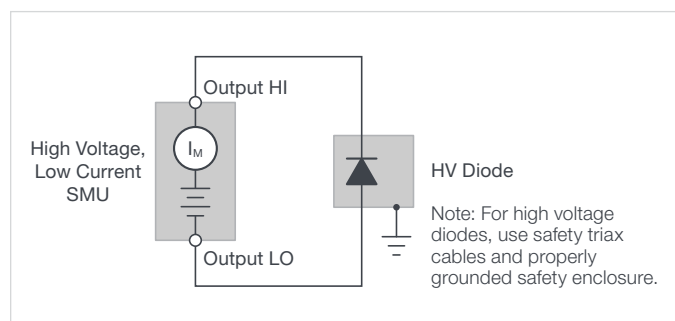 Output HI
High Voltage,
Low Current
SMU
IM
HV Diode
Note: For high voltage
diodes, use safety triax
cables and properly
grounded safety enclosure.
Output LO